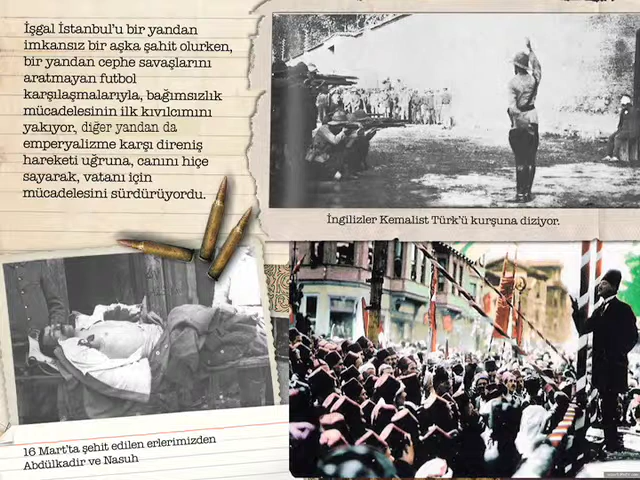 İşgal İstanbul'u bir yandan
imkansız bir aşka şahit olurken,
bir yandan cephe savaşlarını
aratmayan futbol
karşılaşmalarıyla, bağımsızlık
mücadelesinin ilk kıvılcımını
yakıyor, diğer yandan da
emperyalizme karşı direniş
hareketi uğruna, canını hiçe
sayarak, vatanı için
mücadelesini sürdürüyordu.
İngilizler Kemalist Türk'ü kurşuna diziyor.
16 Mart'ta şehit edilen erlerimizden
Abdülkadir ve Nasuh